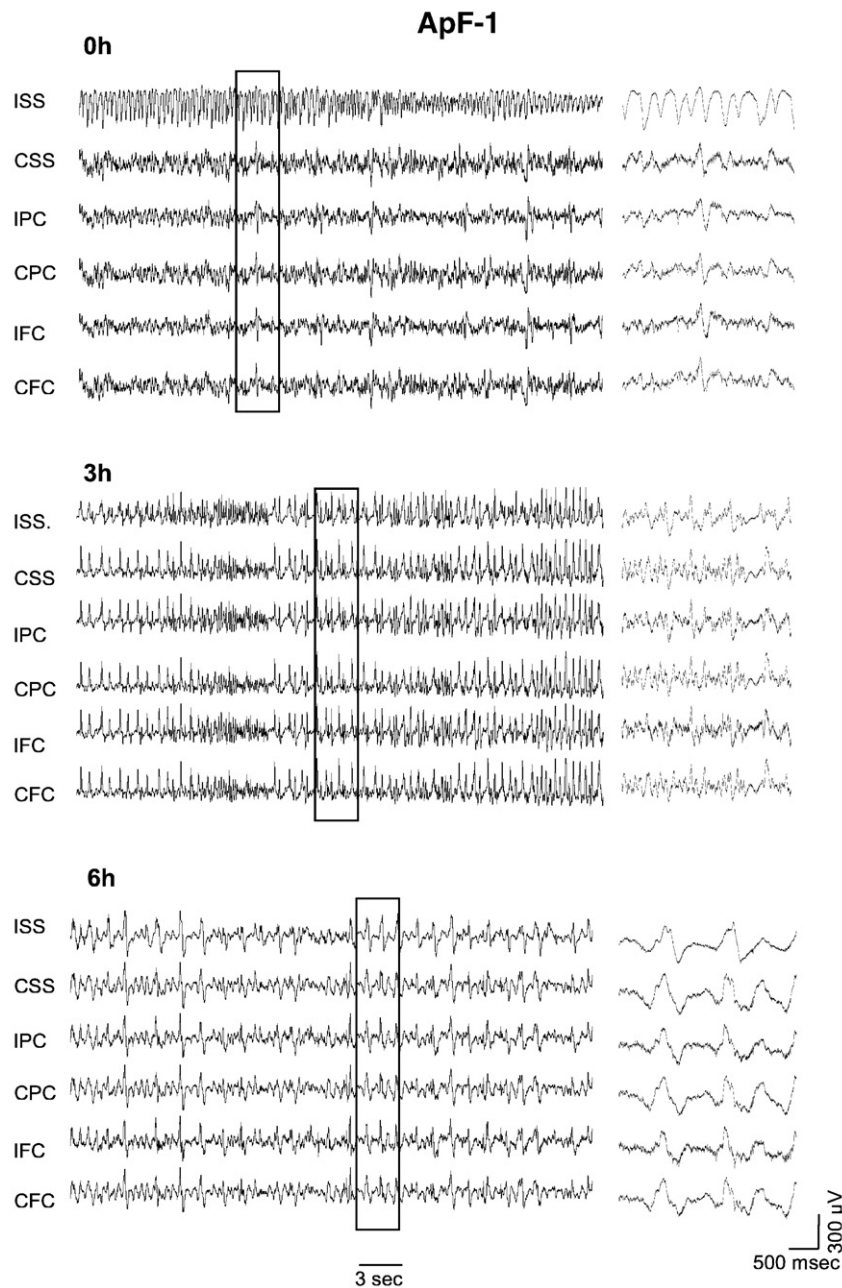 ApF-1
0h
ISS
CSS
IPC
CPC
IFC
CFC
3h
ISS.
CSS
IPC
CPC
IFC
CFC
6h
ISS
CSS
IPC
CPC
IFC
CFC
3 sec
500 msec
300 µV